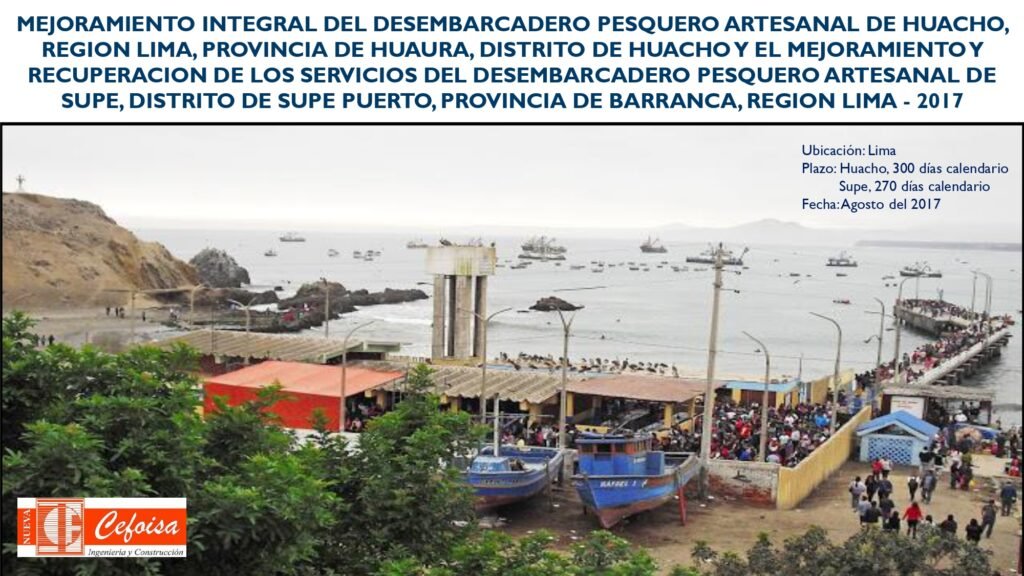 MEJORAMIENTO INTEGRAL DEL DESEMBARCADERO PESQUERO ARTESANAL DE HUACHO,
REGION LIMA, PROVINCIA DE HUAURA, DISTRITO DE HUACHO Y EL MEJORAMIENTO Y
RECUPERACION DE LOS SERVICIOS DEL DESEMBARCADERO PESQUERO ARTESANAL DE
SUPE, DISTRITO DE SUPE PUERTO, PROVINCIA DE BARRANCA, REGION LIMA - 2017
Ubicación: Lima
Plazo: Huacho, 300 días calendario
Supe, 270 días calendario
Fecha: Agosto del 2017
RAFAEL I
NUEVA
Cefoisa
Ingeniería y Construcción